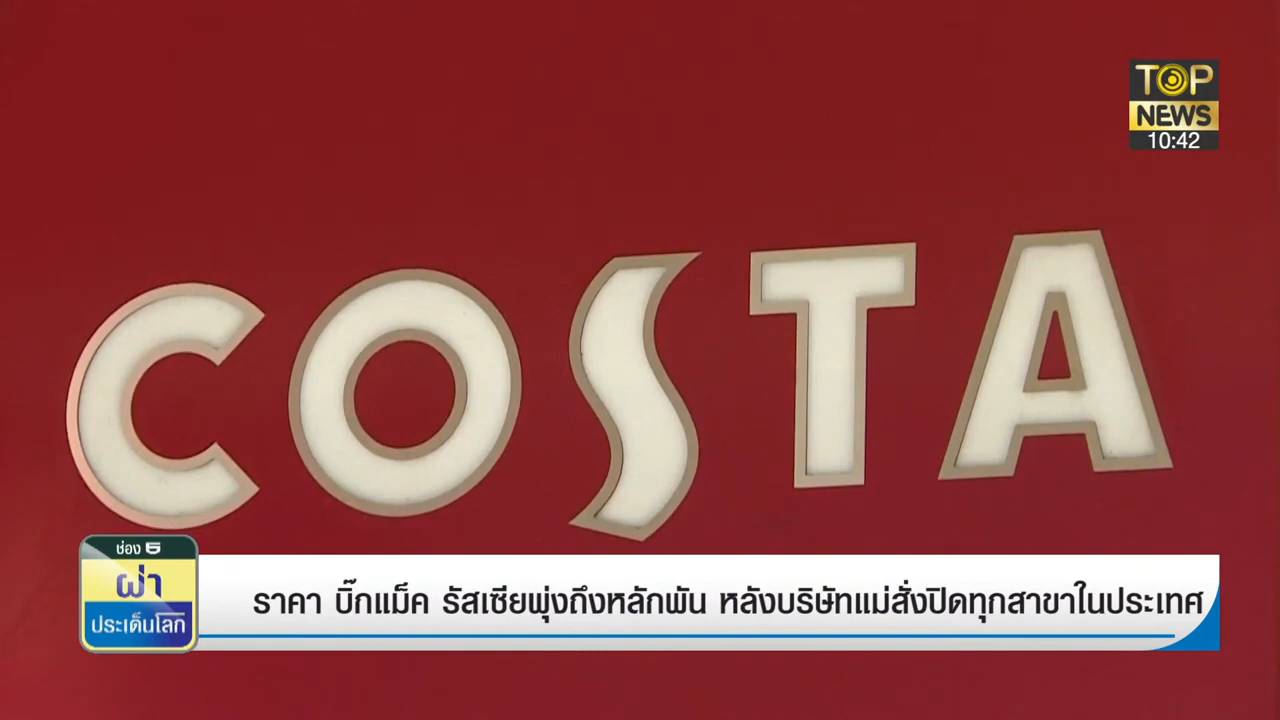 TOP
NEWS
10:42
COSTA
ช่อง 5
ผ่า
ประเด็นโลก
ราคา บิ๊กแม็ค รัสเซียพุ่งถึงหลักพัน หลังบริษัทแม่สั่งปิดทุกสาขาในประเทศ